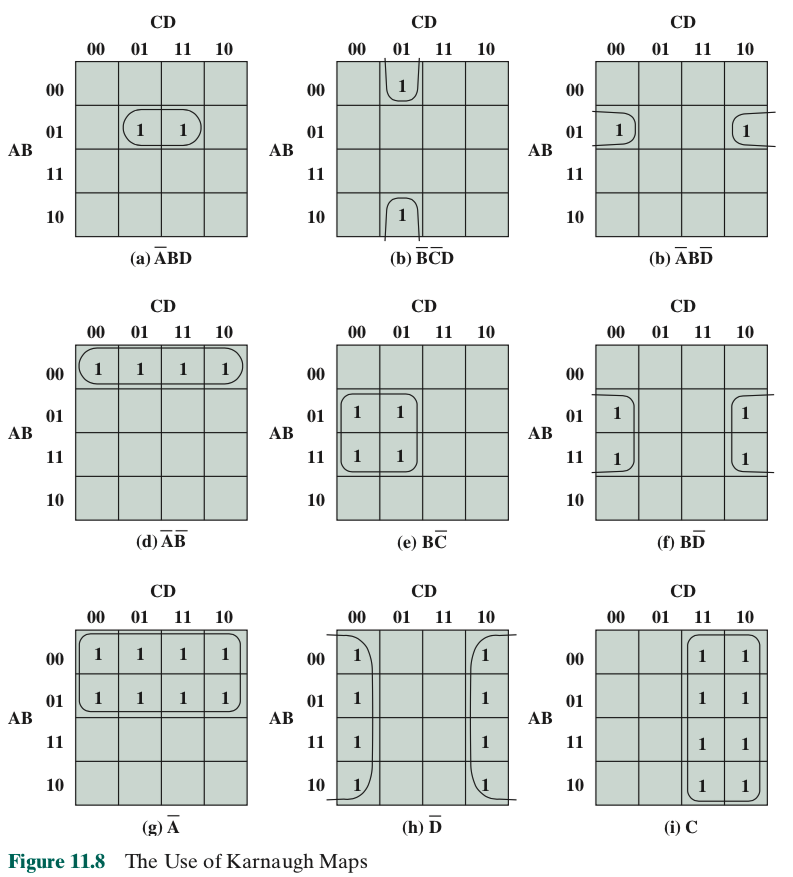 CD CD CD
00 01 11 10 00 01 11 10 00 01 11 10
00 1 00 00
01 1 1 01 01 1 1
AB AB AB
11 11 11
10 10 1 10
(a) A̅BD (b) B̅C̅D (b) A̅BD̅
CD CD CD
00 01 11 10 00 01 11 10 00 01 11 10
00 1 1 1 1 00 00
01 01 1 1 01 1 1
AB AB AB
11 11 1 1 11 1 1
10 10 10
(d) A̅B̅ (e) BC̅ (f) BD̅
CD CD CD
00 01 11 10 00 01 11 10 00 01 11 10
00 1 1 1 1 00 1 1 00 1 1
01 1 1 1 1 01 1 1 01 1 1
AB AB AB
11 11 1 1 11 1 1
10 10 1 1 10 1 1
(g) A̅ (h) D̅ (i) C
Figure 11.8 The Use of Karnaugh Maps